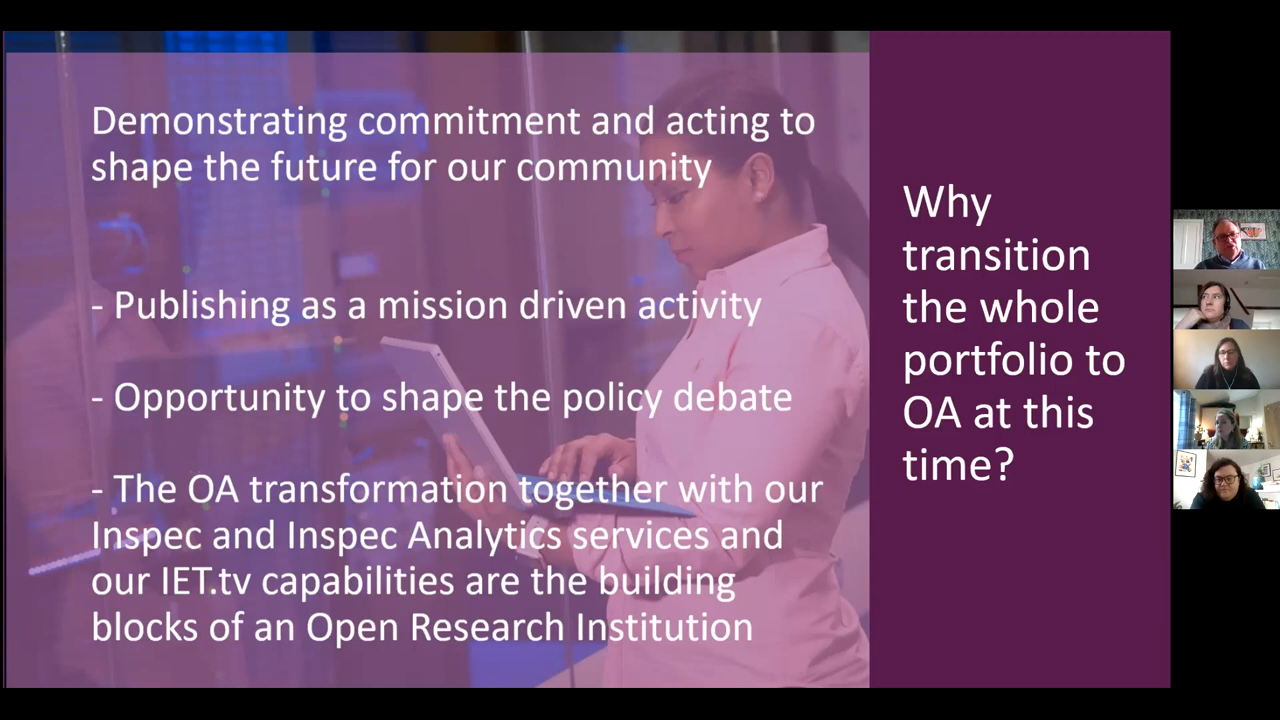 Demonstrating commitment and acting to
shape the future for our community
- Publishing as a mission driven activity
- Opportunity to shape the policy debate
- The OA transformation together with our
Inspec and Inspec Analytics services and
our IET.tv capabilities are the building
blocks of an Open Research Institution
Why
transition
the whole
portfolio to
OA at this
time?